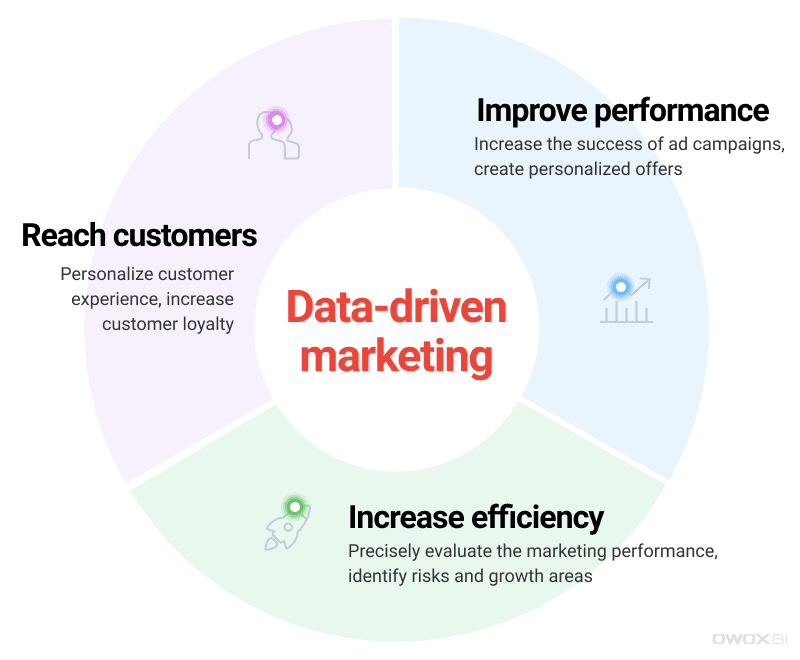 Improve performance
Increase the success of ad campaigns,
create personalized offers
Reach customers
Personalize customer
experience, increase
customer loyalty
Data-driven
marketing
Increase efficiency
Precisely evaluate the marketing performance,
identify risks and growth areas
OWOX BI